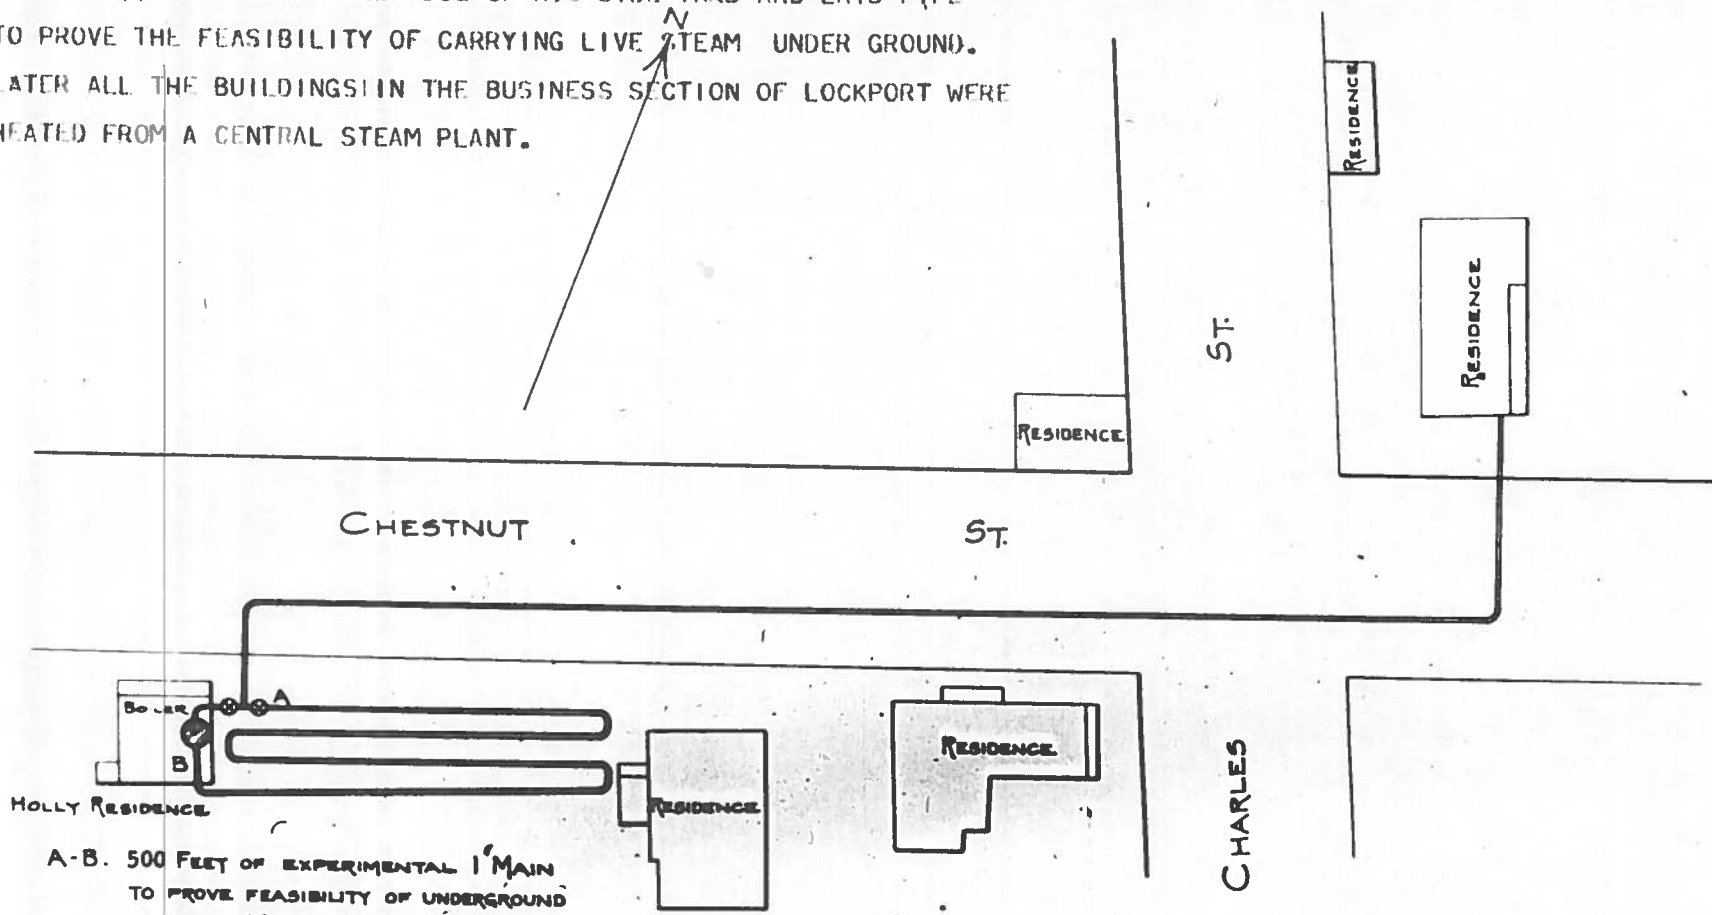 TO PROVE THE FEASIBILITY OF CARRYING LIVE STEAM UNDER GROUND.
LATER ALL THE BUILDINGS IN THE BUSINESS SECTION OF LOCKPORT WERE
HEATED FROM A CENTRAL STEAM PLANT.
N
RESIDENCE
RESIDENCE
ST.
RESIDENCE
CHESTNUT ST.
BOILER
A
B
HOLLY RESIDENCE
RESIDENCE
RESIDENCE
CHARLES
A-B. 500 FEET OF EXPERIMENTAL 1" MAIN
TO PROVE FEASIBILITY OF UNDERGROUND